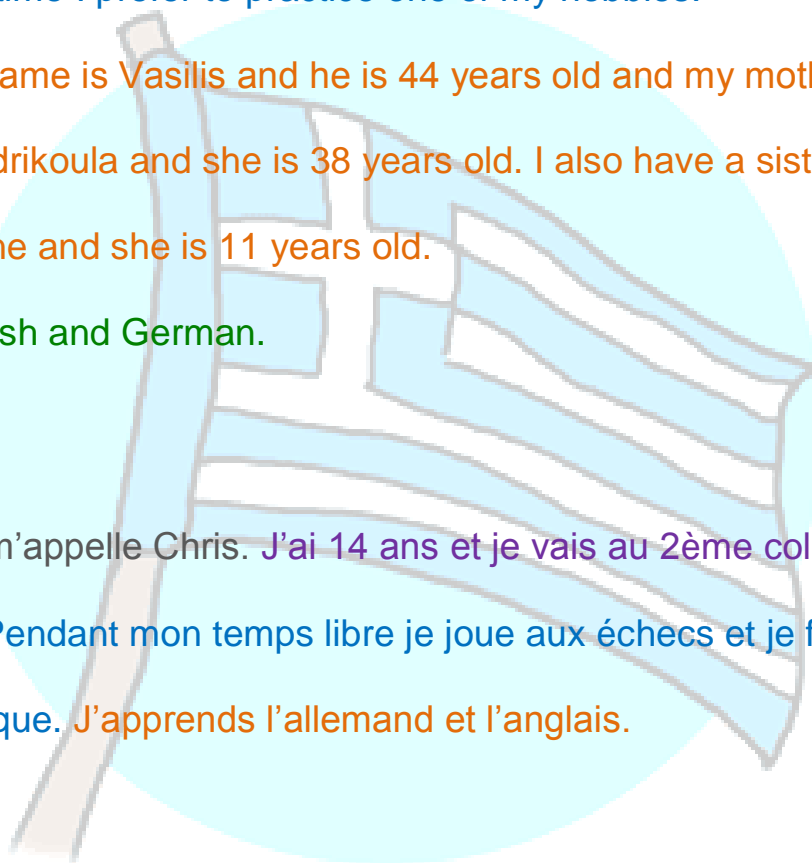 I prefer to practice one of my hobbies.
ame is Vasilis and he is 44 years old and my moth
drikoula and she is 38 years old. I also have a sist
ne and she is 11 years old.
sh and German.
m’appelle Chris. J’ai 14 ans et je vais au 2ème col
Pendant mon temps libre je joue aux échecs et je f
que. J’apprends l’allemand et l’anglais.